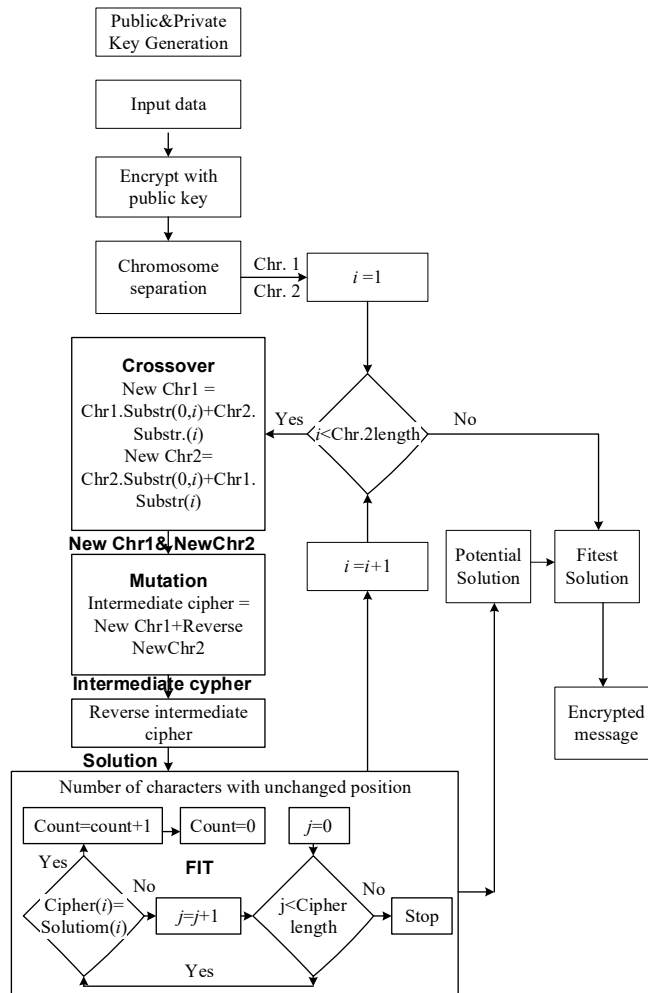 Public&Private
Key Generation
Input data
Encrypt with
public key
Chromosome
separation
Chr. 1
Chr. 2
i =1
Crossover
New Chr1 =
Chr1.Substr(0,i)+Chr2.
Substr.(i)
New Chr2=
Chr2.Substr(0,i)+Chr1.
Substr(i)
Yes
i<Chr.2length
No
New Chr1& NewChr2
i =i+1
Potential
Solution
Fitest
Solution
Mutation
Intermediate cipher =
New Chr1+Reverse
NewChr2
Intermediate cypher
Reverse intermediate
cipher
Encrypted
message
Solution
Number of characters with unchanged position
Count=count+1
Count=0
j=0
Yes
FIT
Cipher(i)=
Solutiom(i)
No
j=j+1
j<Cipher
length
No
Stop
Yes